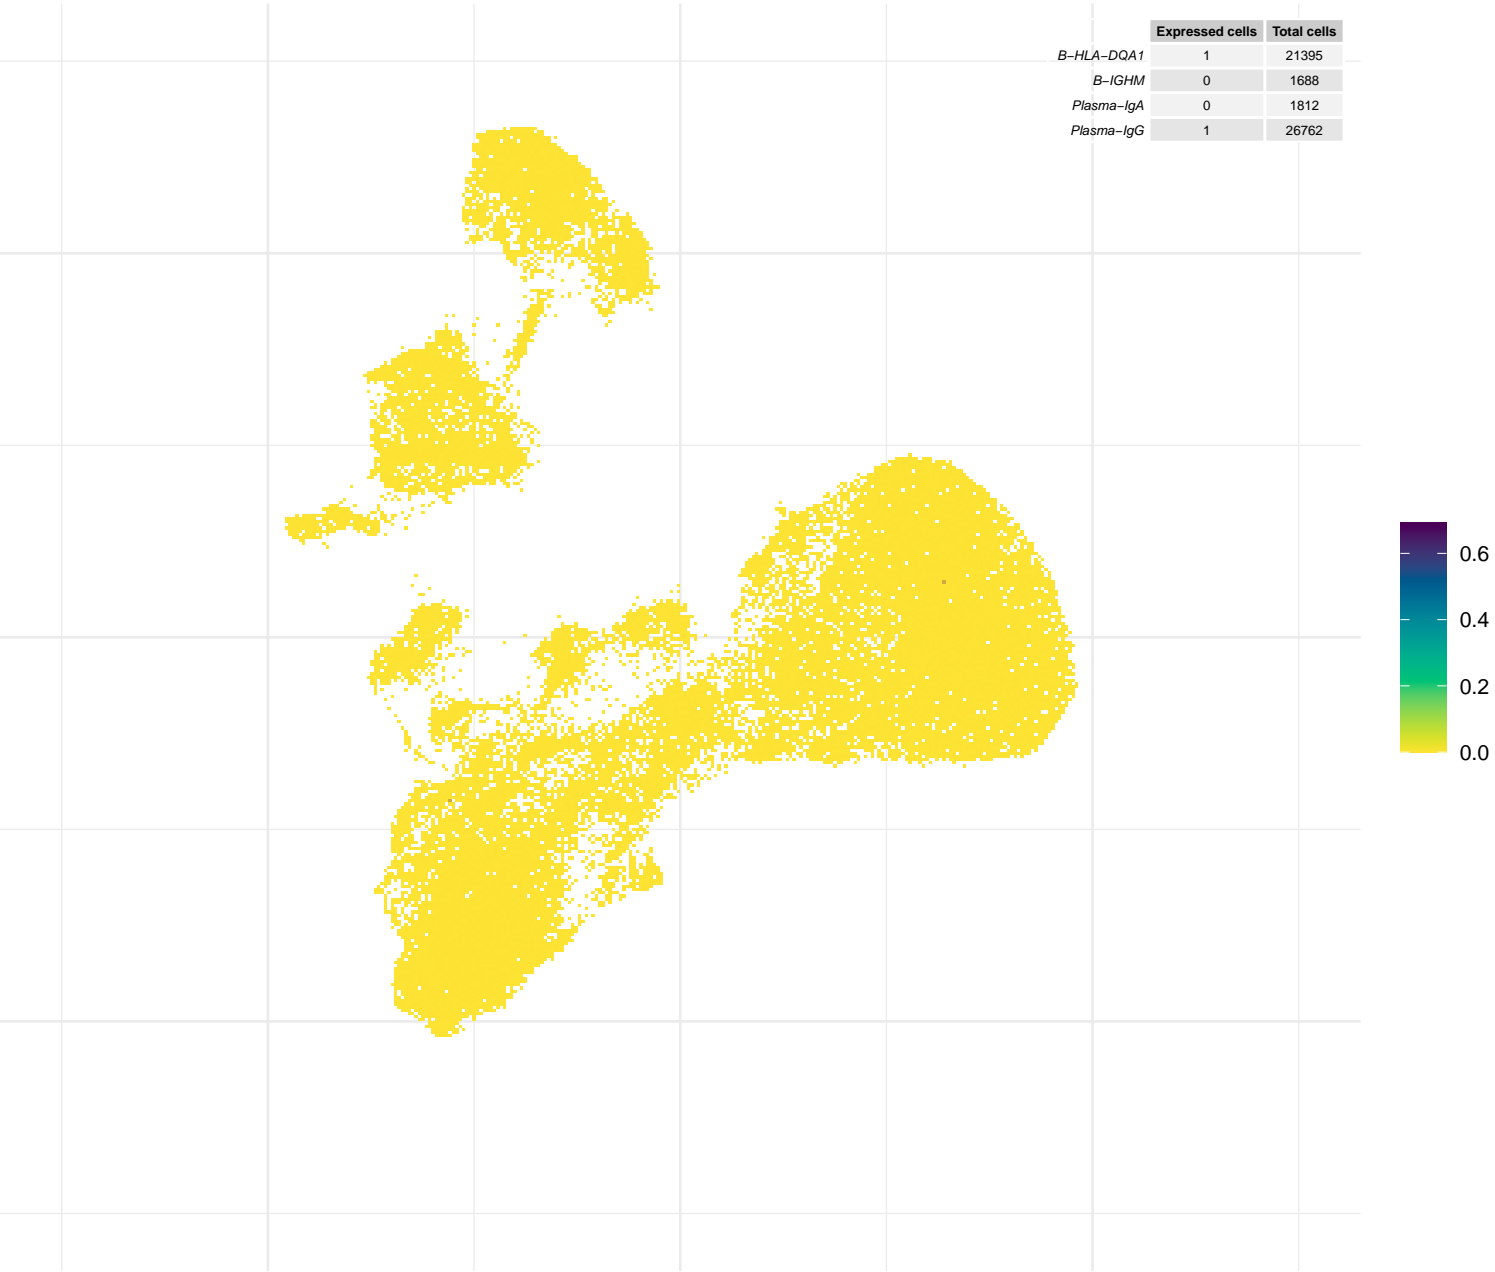 Expressed cells Total cells
B−HLA−DQA1 1 21395
B−IGHM 0 1688
Plasma−IgA 0 1812
Plasma−IgG 1 26762
0.6
0.4
0.2
0.0